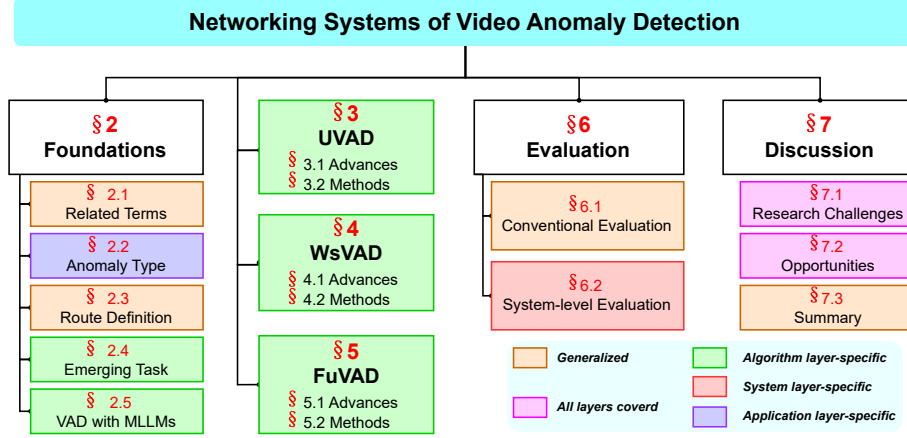 Networking Systems of Video Anomaly Detection
§ 2
Foundations
§ 2.1
Related Terms
§ 2.2
Anomaly Type
§ 2.3
Route Definition
§ 2.4
Emerging Task
§ 2.5
VAD with MLLMs
§ 3
UVAD
§ 3.1 Advances
§ 3.2 Methods
§ 4
WsVAD
§ 4.1 Advances
§ 4.2 Methods
§ 5
FuVAD
§ 5.1 Advances
§ 5.2 Methods
§ 6
Evaluation
§ 6.1
Conventional Evaluation
§ 6.2
System-level Evaluation
§ 7
Discussion
§ 7.1
Research Challenges
§ 7.2
Opportunities
§ 7.3
Summary
Generalized
All layers coverd
Algorithm layer-specific
System layer-specific
Application layer-specific